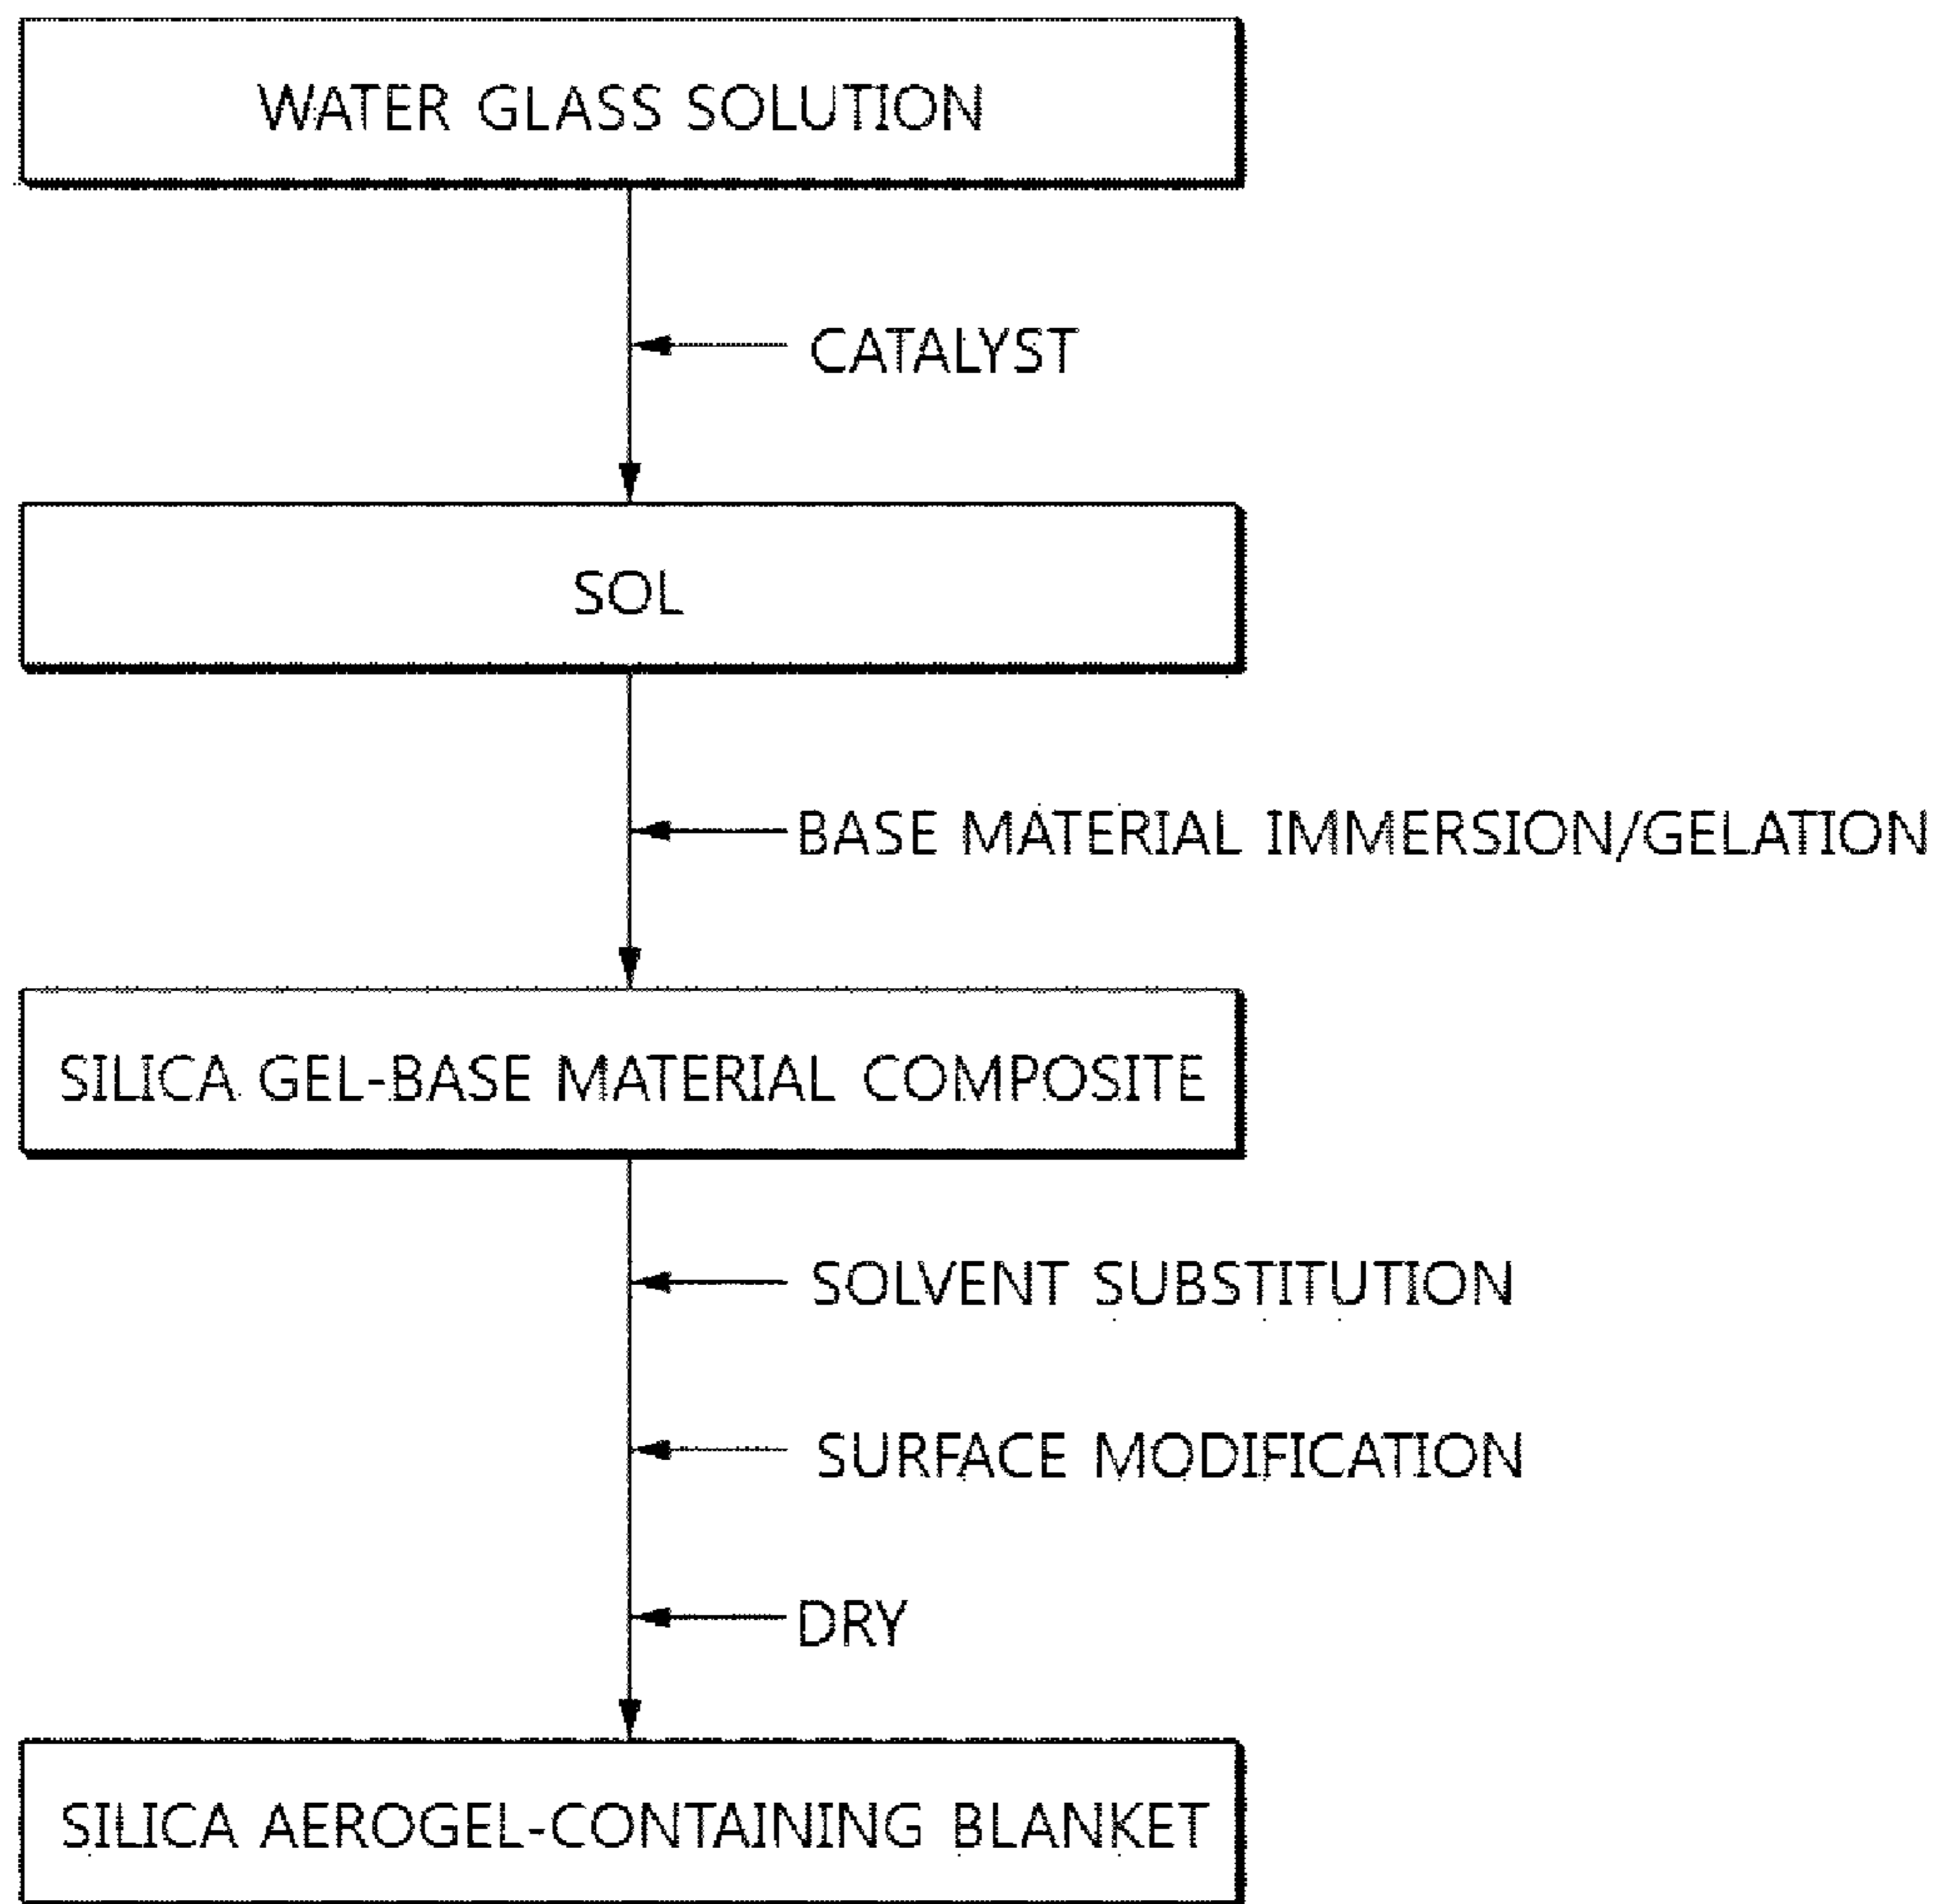 WATER GLASS SOLUTION
CATALYST
SOL
BASE MATERIAL IMMERSION/GELATION
SILICA GEL-BASE MATERIAL COMPOSITE
SOLVENT SUBSTITUTION
SURFACE MODIFICATION
DRY
SILICA AEROGEL-CONTAINING BLANKET